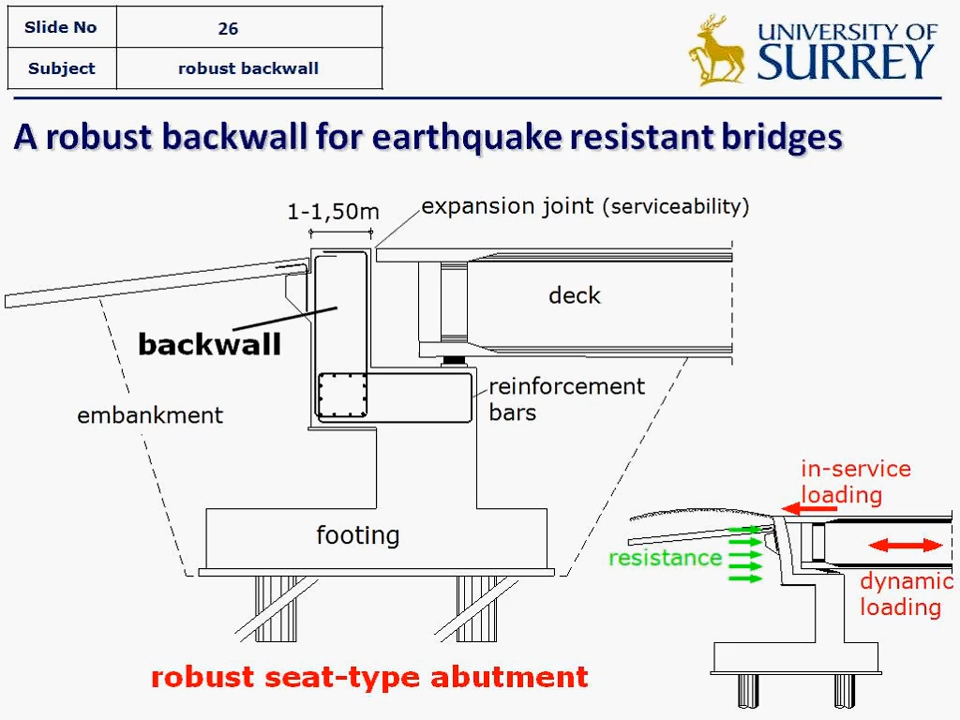 Slide No 26
Subject robust backwall
UNIVERSITY OF
SURREY
A robust backwall for earthquake resistant bridges
1-1,50m
expansion joint (serviceability)
deck
backwall
reinforcement
bars
embankment
footing
in-service
loading
resistance
dynamic
loading
robust seat-type abutment